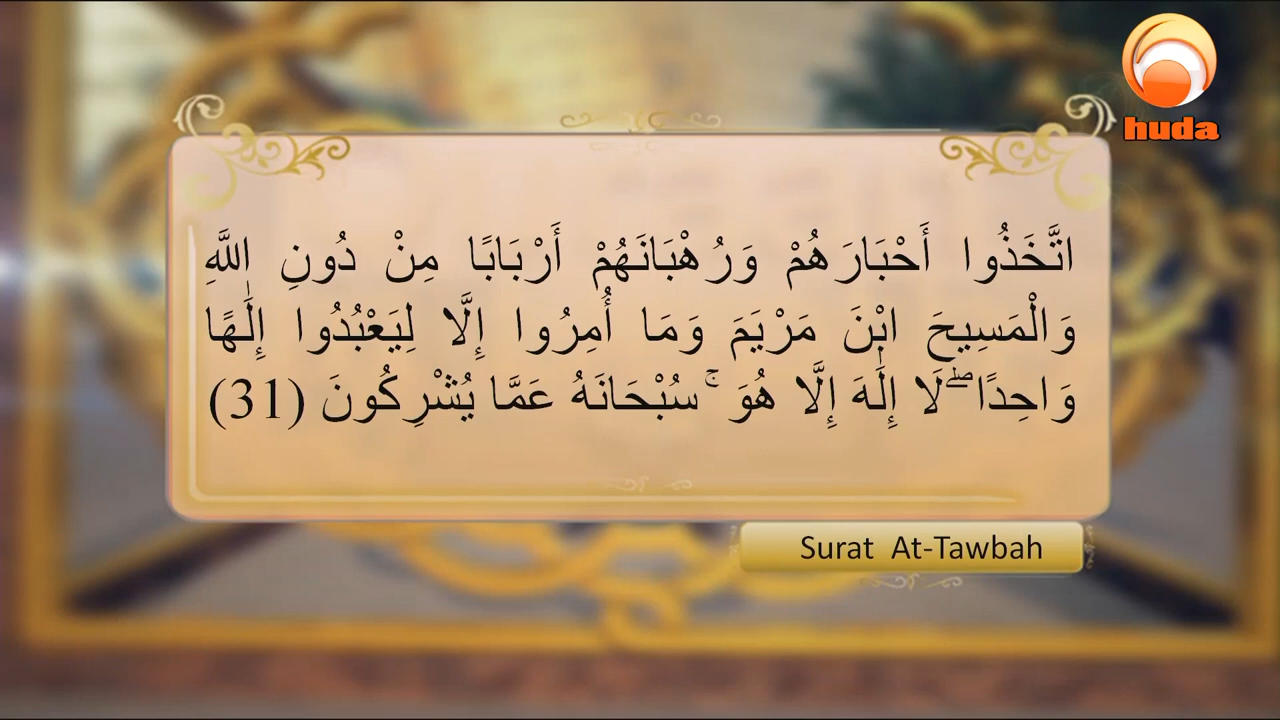 huda
اتَّخَذُوا أَحْبَارَهُمْ وَرُهْبَانَهُمْ أَرْبَابًا مِنْ دُونِ اللَّهِ
وَالْمَسِيحَ ابْنَ مَرْيَمَ وَمَا أُمِرُوا إِلَّا لِيَعْبُدُوا إِلَٰهًا
وَاحِدًا ۖ لَا إِلَٰهَ إِلَّا هُوَ ۚ سُبْحَانَهُ عَمَّا يُشْرِكُونَ (31)
Surat At-Tawbah